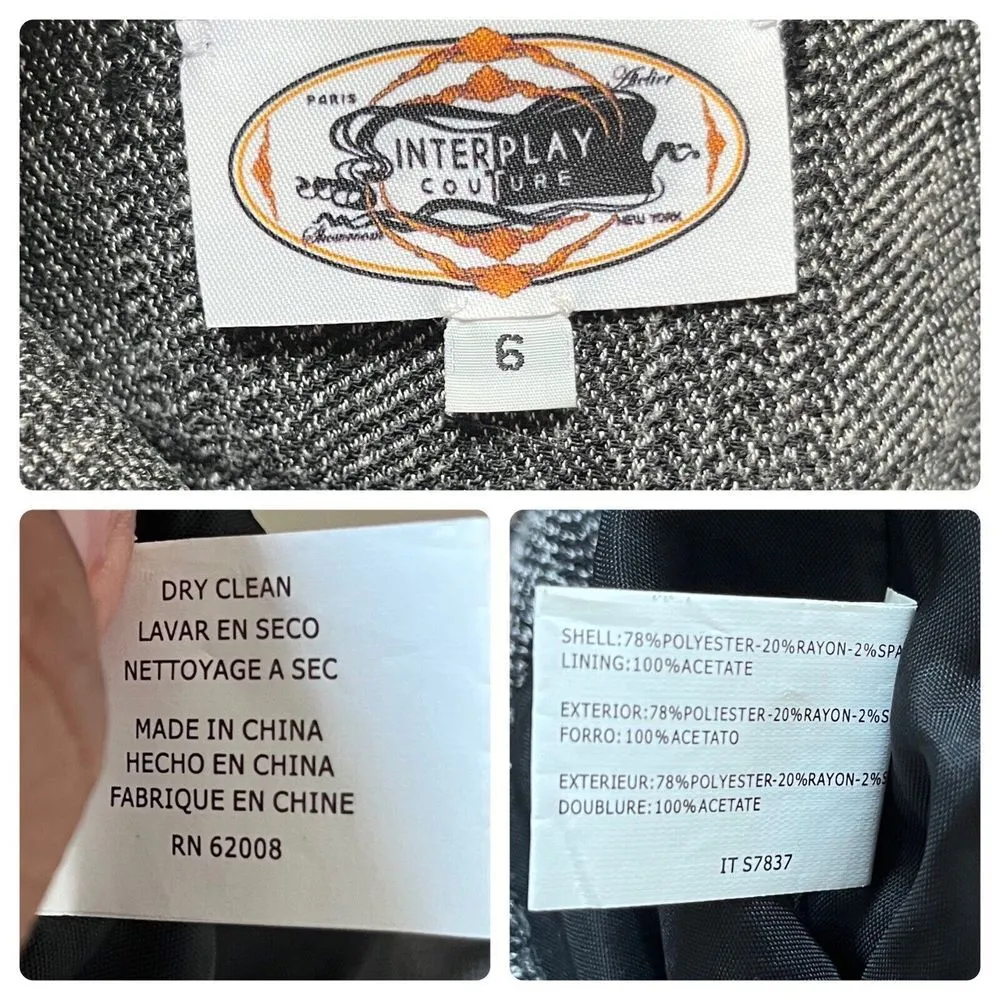 PARIS
Atelier
INTERPLAY
COUTURE
Showroom
NEW YORK
6
DRY CLEAN
LAVAR EN SECO
NETTOYAGE A SEC
MADE IN CHINA
HECHO EN CHINA
FABRIQUE EN CHINE
RN 62008
SHELL:78%POLYESTER-20%RAYON-2%SPA
LINING:100%ACETATE
EXTERIOR:78%POLIESTER-20%RAYON-2%S
FORRO:100%ACETATO
EXTERIEUR:78%POLYESTER-20%RAYON-2%S
DOUBLURE:100%ACETATE
IT S7837